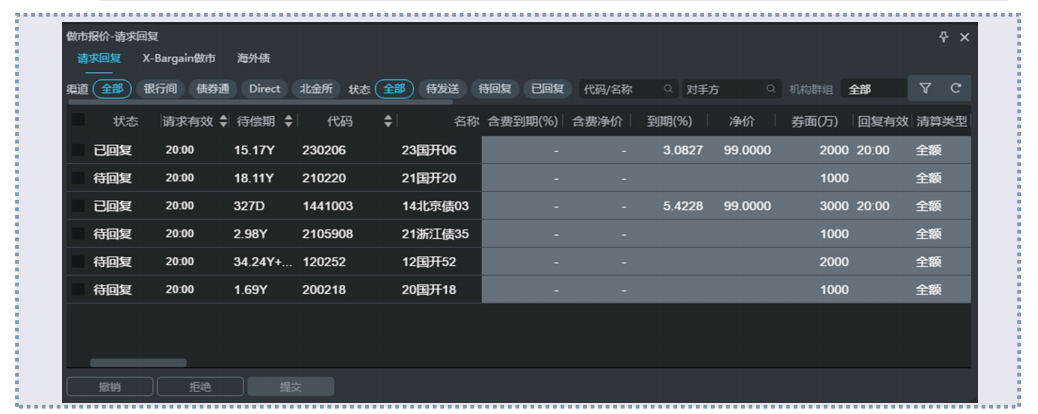 做市报价-请求回复
请求回复 X-Bargain做市 海外债
渠道 全部 银行间 债券通 Direct 北金所 状态 全部 待发送 待回复 已回复 代码/名称 对手方 机构群组 全部
状态 请求有效 待偿期 代码 名称 含费到期(%) 含费净价 到期(%) 净价 券面(万) 回复有效 清算类型
已回复 20:00 15.17Y 230206 23国开06 - - 3.0827 99.0000 2000 20:00 全额
待回复 20:00 18.11Y 210220 21国开20 - - 1000 全额
已回复 20:00 327D 1441003 14北京债03 - - 5.4228 99.0000 3000 20:00 全额
待回复 20:00 2.98Y 2105908 21浙江债35 - - 1000 全额
待回复 20:00 34.24Y+... 120252 12国开52 - - 2000 全额
待回复 20:00 1.69Y 200218 20国开18 - - 1000 全额
撤销 拒绝 提交